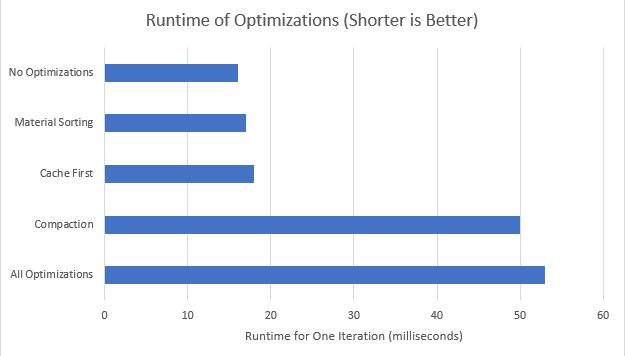 Runtime of Optimizations (Shorter is Better)
No Optimizations
Material Sorting
Cache First
Compaction
All Optimizations
0 10 20 30 40 50 60
Runtime for One Iteration (milliseconds)